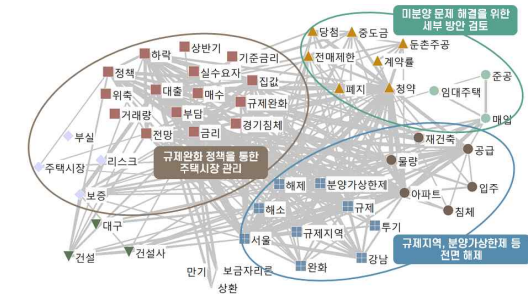 미분양 문제 해결을 위한
세부 방안 검토
당첨
중도금
둔촌주공
전매제한
계약률
준공
폐지
청약
임대주택
매입
하락
상반기
기준금리
정책
실수요자
집값
위축
대출
매수
규제완화
거래량
부담
경기침체
전망
금리
부실
규제완화 정책을 통한
주택시장 관리
주택시장
리스크
보증
재건축
공급
물량
입주
아파트
침체
해제
분양가상한제
해소
규제
투기
서울
규제지역
강남
완화
규제지역, 분양가상한제 등
전면 해제
대구
건설
건설사
만기
보금자리론
상환